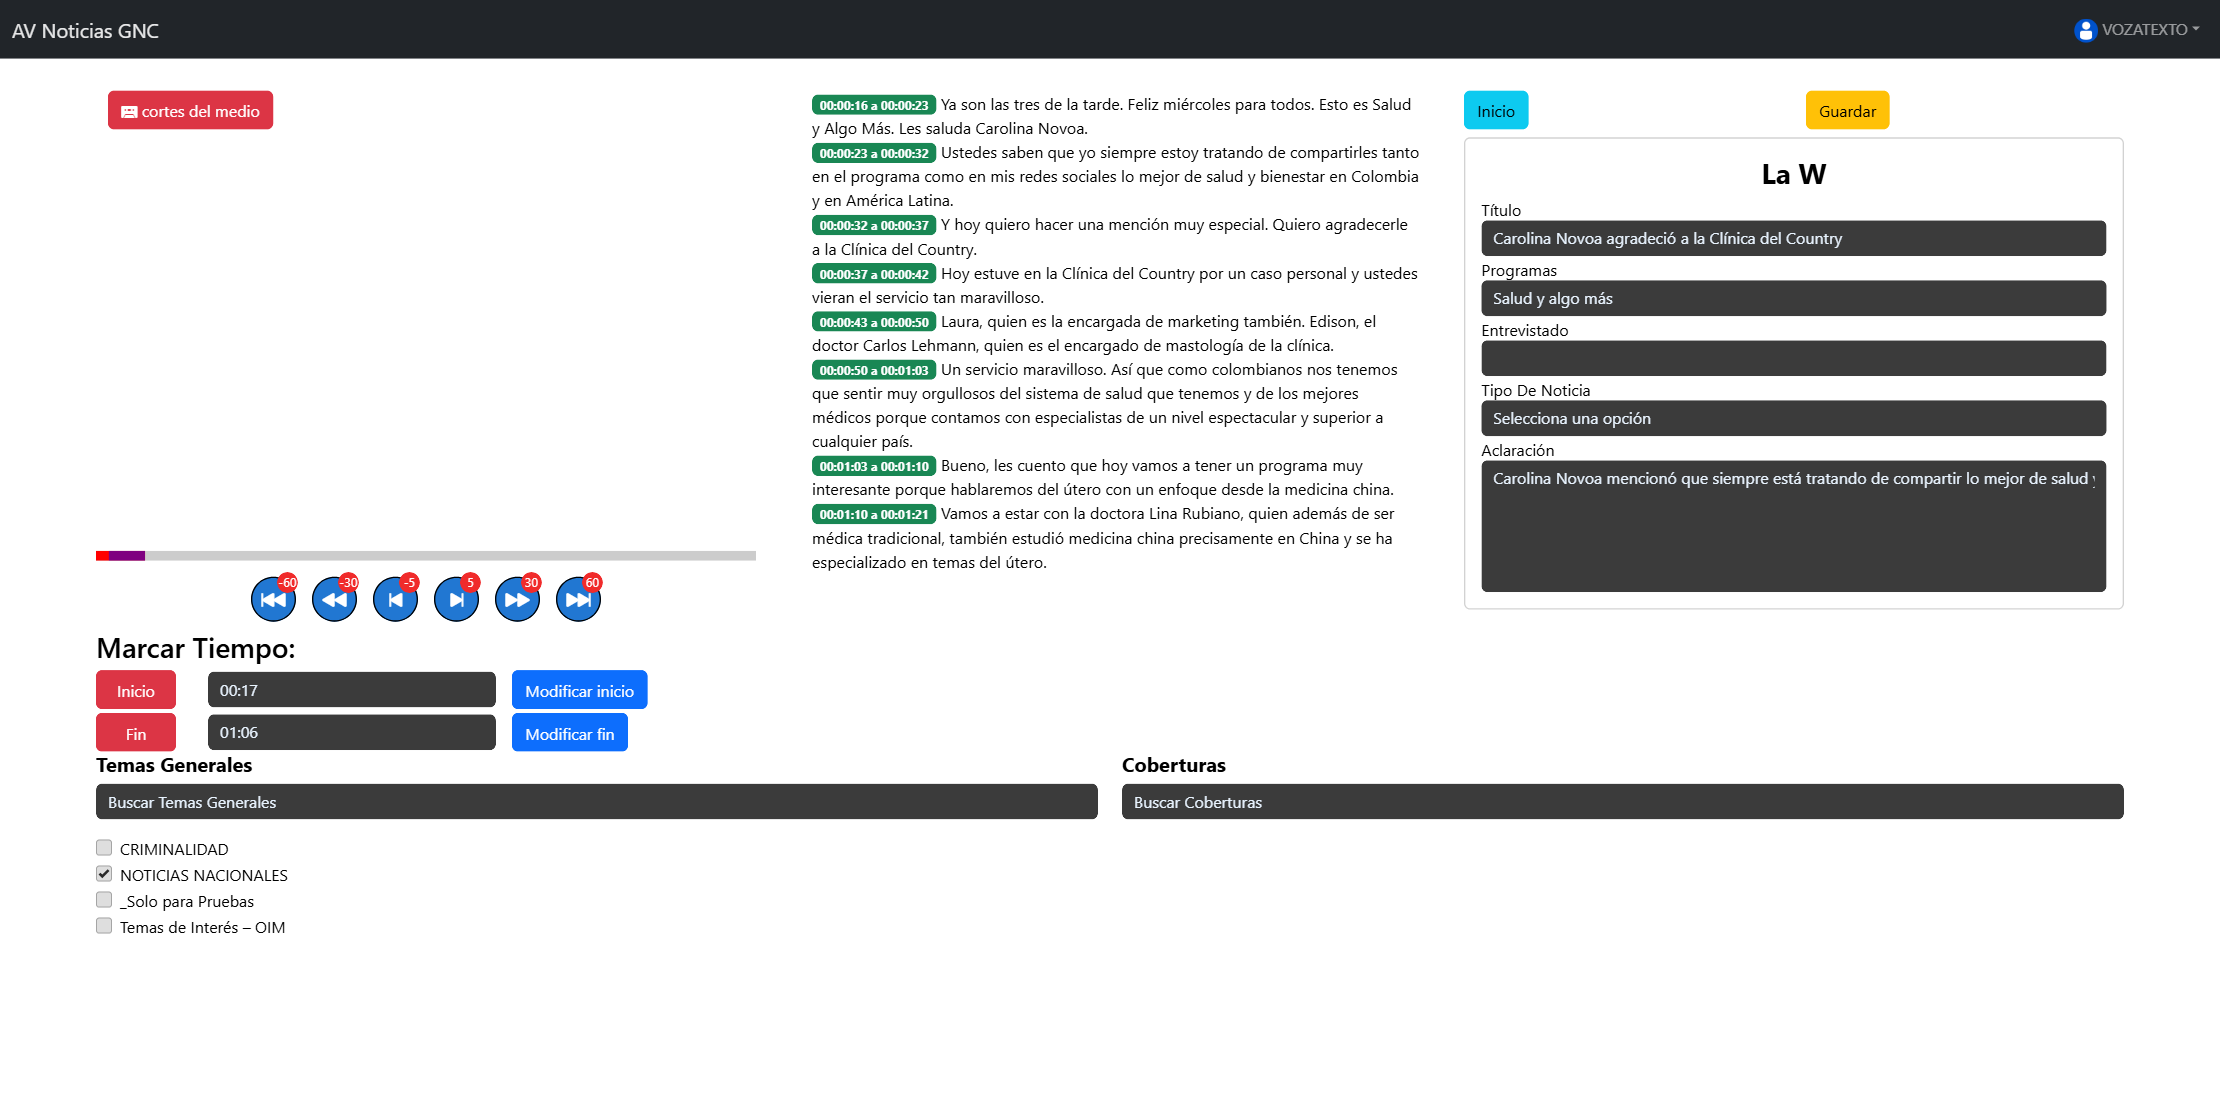 AV Noticias GNC
VOZATEXTO
cortes del medio
-60
-30
-5
5
30
60
Marcar Tiempo:
Inicio
00:17
Modificar inicio
Fin
01:06
Modificar fin
00:00:16 a 00:00:23 Ya son las tres de la tarde. Feliz miércoles para todos. Esto es Salud
y Algo Más. Les saluda Carolina Novoa.
00:00:23 a 00:00:32 Ustedes saben que yo siempre estoy tratando de compartirles tanto
en el programa como en mis redes sociales lo mejor de salud y bienestar en Colombia
y en América Latina.
00:00:32 a 00:00:37 Y hoy quiero hacer una mención muy especial. Quiero agradecerle
a la Clínica del Country.
00:00:37 a 00:00:42 Hoy estuve en la Clínica del Country por un caso personal y ustedes
vieran el servicio tan maravilloso.
00:00:43 a 00:00:50 Laura, quien es la encargada de marketing también. Edison, el
doctor Carlos Lehmann, quien es el encargado de mastología de la clínica.
00:00:50 a 00:01:03 Un servicio maravilloso. Así que como colombianos nos tenemos
que sentir muy orgullosos del sistema de salud que tenemos y de los mejores
médicos porque contamos con especialistas de un nivel espectacular y superior a
cualquier país.
00:01:03 a 00:01:10 Bueno, les cuento que hoy vamos a tener un programa muy
interesante porque hablaremos del útero con un enfoque desde la medicina china.
00:01:10 a 00:01:21 Vamos a estar con la doctora Lina Rubiano, quien además de ser
médica tradicional, también estudió medicina china precisamente en China y se ha
especializado en temas del útero.
Inicio
Guardar
La W
Título
Carolina Novoa agradeció a la Clínica del Country
Programas
Salud y algo más
Entrevistado
Tipo De Noticia
Selecciona una opción
Aclaración
Carolina Novoa mencionó que siempre está tratando de compartir lo mejor de salud y
Temas Generales
Buscar Temas Generales
CRIMINALIDAD
NOTICIAS NACIONALES
_Solo para Pruebas
Temas de Interés – OIM
Coberturas
Buscar Coberturas